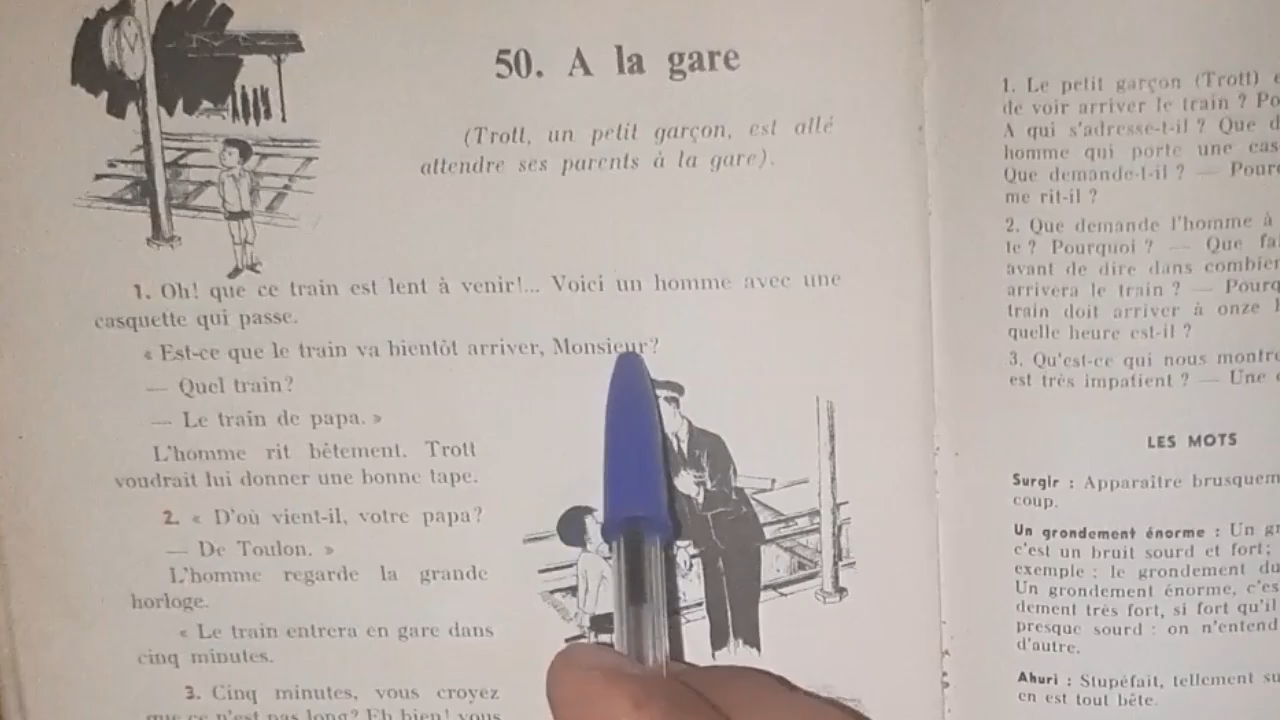 50. A la gare
(Trott, un petit garçon, est allé
attendre ses parents à la gare).
1. Oh! que ce train est lent à venir!... Voici un homme avec une
casquette qui passe.
« Est-ce que le train va bientôt arriver, Monsieur?
— Quel train?
— Le train de papa. »
L'homme rit bêtement. Trott
voudrait lui donner une bonne tape.
2. « D'où vient-il, votre papa?
— De Toulon. »
L'homme regarde la grande
horloge.
« Le train entrera en gare dans
cinq minutes.
3. Cinq minutes, vous croyez
que ce n'est pas long? Eh bien! vous
1. Le petit garçon (Trott)
de voir arriver le train ?
A qui s'adresse-t-il ? Que
homme qui porte une
Que demande-t-il ? —
me rit-il ?
2. Que demande l'homme à
te ? Pourquoi ? — Que
avant de dire dans
arrivera le train ? —
train doit arriver à onze
quelle heure est-il ?
3. Qu'est-ce qui nous
est très impatient ? — Une
LES MOTS
Surgir : Apparaître
coup.
Un grondement énorme : Un
c'est un bruit sourd et fort;
exemple : le grondement
Un grondement énorme,
dement très fort, si fort qu'il
presque sourd : on
d'autre.
Ahuri : Stupéfait, tellement
en est tout bête.